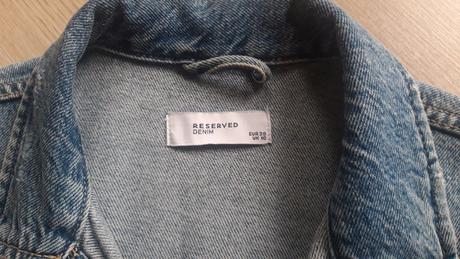 RESERVED
DENIM
EUR 38
UK 10